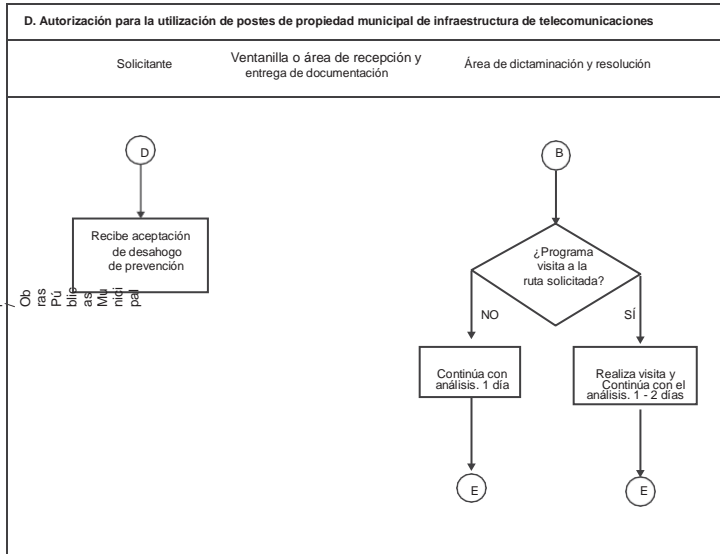 D. Autorización para la utilización de postes de propiedad municipal de infraestructura de telecomunicaciones
Solicitante
Ventanilla o área de recepción y
entrega de documentación
Área de dictaminación y resolución
D
B
Recibe aceptación
de desahogo
de prevención
¿Programa
visita a la
ruta solicitada?
Ob
ras
Pú
blic
as
Mu
nici
pal
NO
SÍ
Continúa con
análisis. 1 día
Realiza visita y
Continúa con el
análisis. 1 - 2 días
E
E